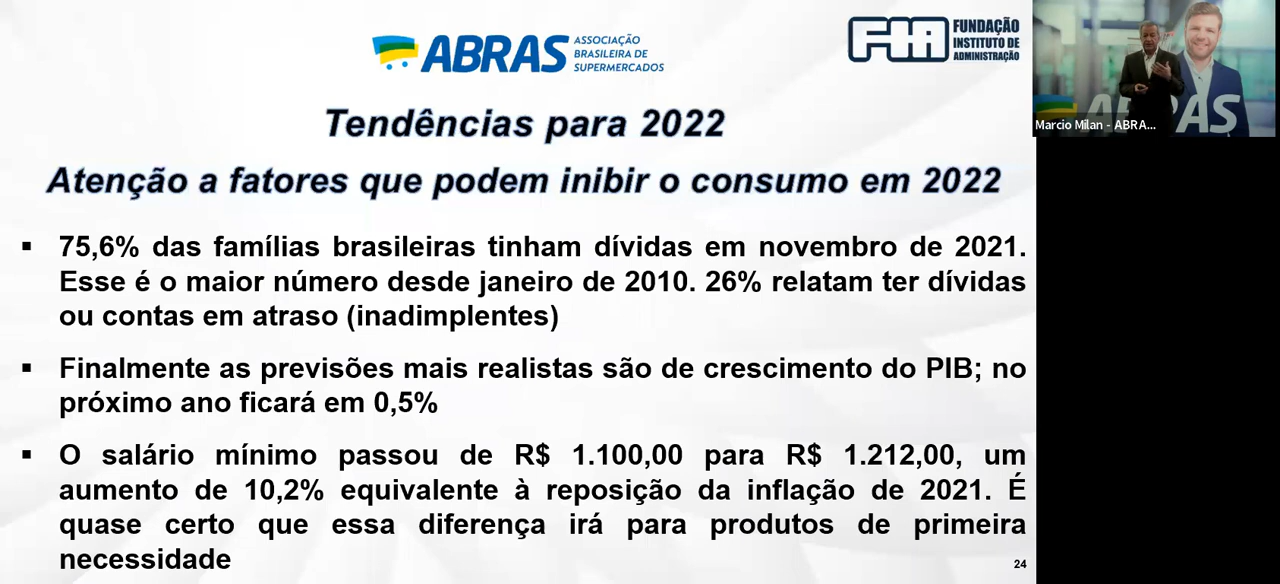 ABRAS
ASSOCIAÇÃO
BRASILEIRA DE
SUPERMERCADOS
FIA
FUNDAÇÃO
INSTITUTO DE
ADMINISTRAÇÃO
ABRAS
Marcio Milan - ABRA...
Tendências para 2022
Atenção a fatores que podem inibir o consumo em 2022
▪ 75,6% das famílias brasileiras tinham dívidas em novembro de 2021.
Esse é o maior número desde janeiro de 2010. 26% relatam ter dívidas
ou contas em atraso (inadimplentes)
▪ Finalmente as previsões mais realistas são de crescimento do PIB; no
próximo ano ficará em 0,5%
▪ O salário mínimo passou de R$ 1.100,00 para R$ 1.212,00, um
aumento de 10,2% equivalente à reposição da inflação de 2021. É
quase certo que essa diferença irá para produtos de primeira
necessidade
24